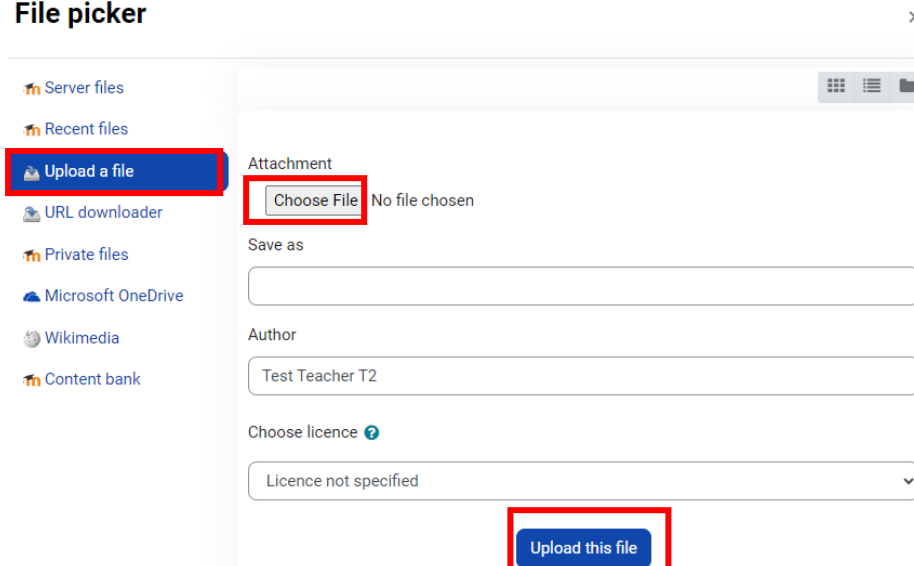 File picker
Server files
Recent files
Upload a file
URL downloader
Private files
Microsoft OneDrive
Wikimedia
Content bank
Attachment
Choose File No file chosen
Save as
Author
Test Teacher T2
Choose licence ?
Licence not specified
Upload this file